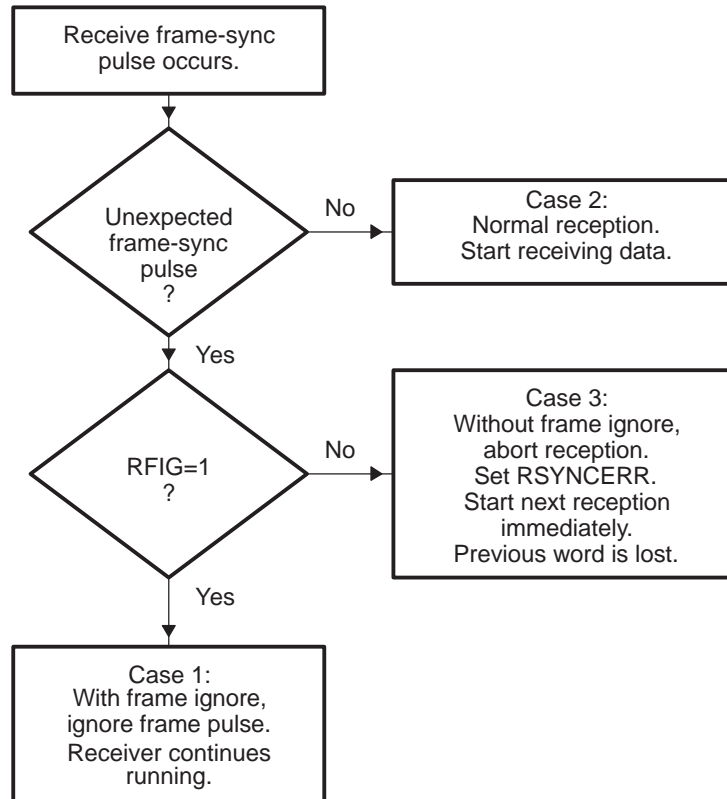 Receive frame-sync
pulse occurs.
Unexpected
frame-sync
pulse
?
No
Case 2:
Normal reception.
Start receiving data.
Yes
RFIG=1
?
No
Case 3:
Without frame ignore,
abort reception.
Set RSYNCERR.
Start next reception
immediately.
Previous word is lost.
Yes
Case 1:
With frame ignore,
ignore frame pulse.
Receiver continues
running.